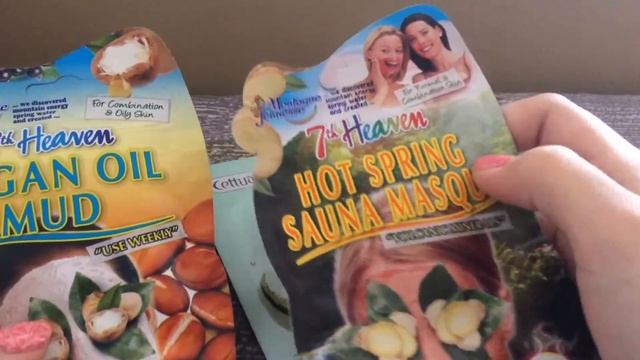 ... we discovered
mountain energy
spring water
and created ...
For Combination
& Oily Skin
th Heaven
GAN OIL
MUD
"USE WEEKLY"
Lettuc
Montagne
Jeunesse
... we discovered
mountain energy
spring water
and created ...
For Normal &
Combination Skin
7th Heaven
HOT SPRING
SAUNA MASQU